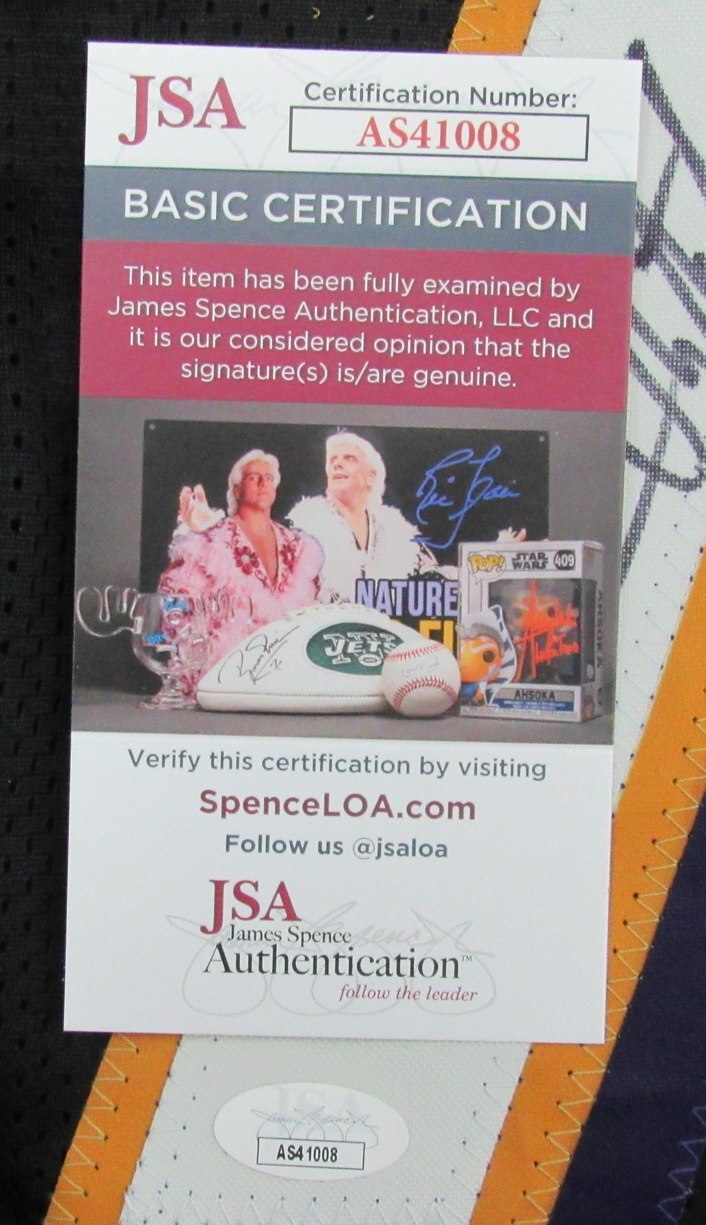 JSA
Certification Number:
AS41008
BASIC CERTIFICATION
This item has been fully examined by
James Spence Authentication, LLC and
it is our considered opinion that the
signature(s) is/are genuine.
NATURE
POP!
STAR WARS
409
JETS
AHSOKA
Verify this certification by visiting
SpenceLOA.com
Follow us @jsaloa
JSA
James Spence
Authentication™
follow the leader
JSA
AS41008